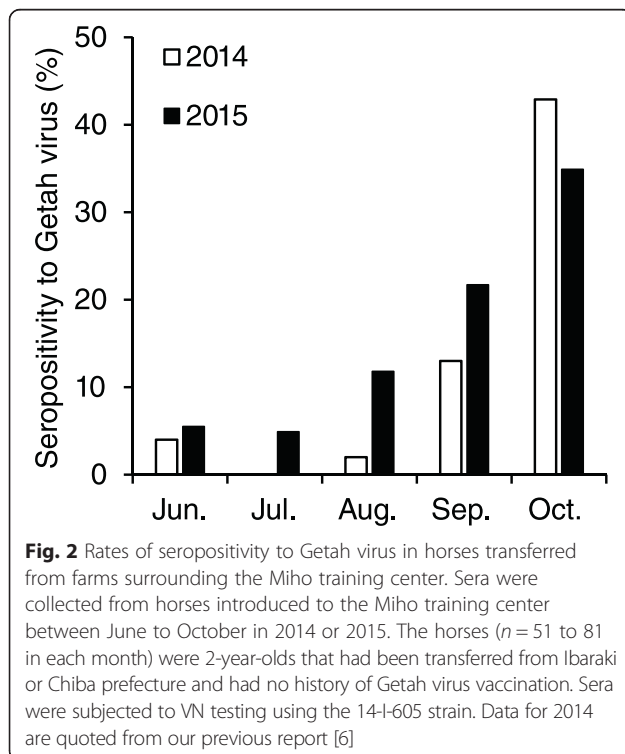 Seropositivity to Getah virus (%)
50
40
30
20
10
0
2014
2015
Jun. Jul. Aug. Sep. Oct.
Fig. 2 Rates of seropositivity to Getah virus in horses transferred
from farms surrounding the Miho training center. Sera were
collected from horses introduced to the Miho training center
between June to October in 2014 or 2015. The horses (n = 51 to 81
in each month) were 2-year-olds that had been transferred from Ibaraki
or Chiba prefecture and had no history of Getah virus vaccination. Sera
were subjected to VN testing using the 14-I-605 strain. Data for 2014
are quoted from our previous report [6]